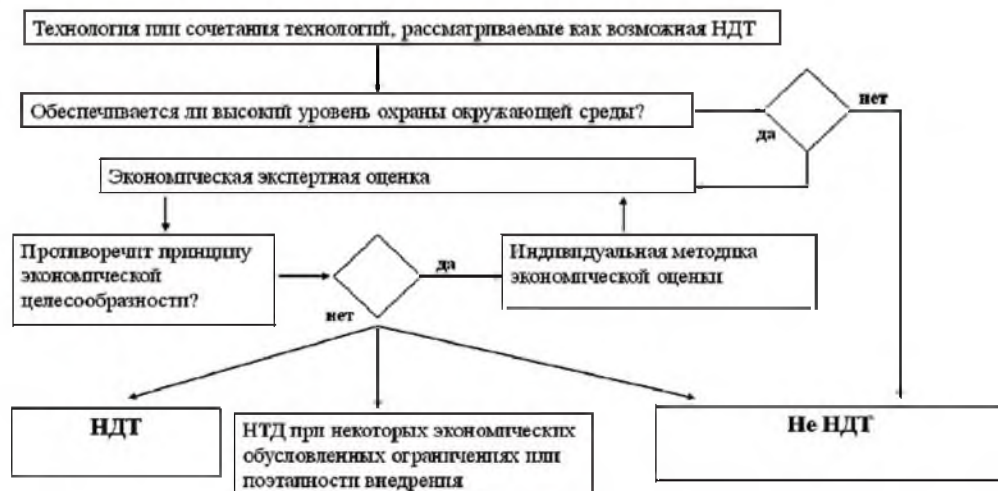 Технология или сочетания технологий, рассматриваемые как возможная НДТ
Обеспечивается ли высокий уровень охраны окружающей среды?
нет
да
Экономическая экспертная оценка
Противоречит принципу
экономической
целесообразности?
да
Индивидуальная методика
экономической оценки
нет
НДТ
НТД при некоторых экономических
обусловленных ограничениях или
поэтапности внедрения
Не НДТ